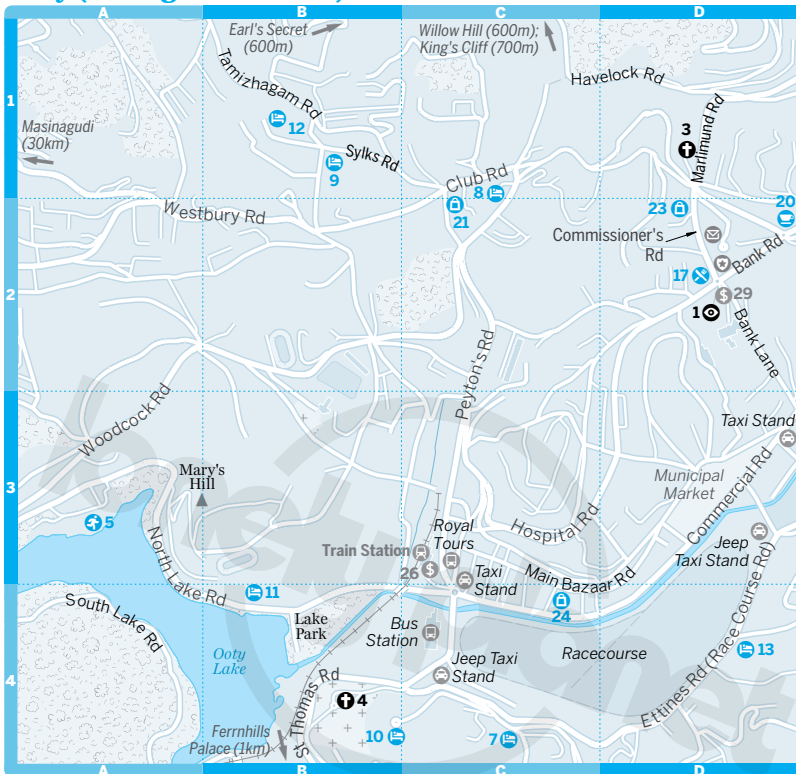 A
B
C
D
Earl's Secret
(600m)
Willow Hill (600m);
King's Cliff (700m)
Tamizhagam Rd
Havelock Rd
1
Masinagudi
(30km)
12
3
Marlimund Rd
Sylks Rd
9
Club Rd
8
21
23
20
Westbury Rd
Commissioner's
Rd
Bank Rd
17
2
29
1
Bank Lane
Peyton's Rd
Woodcock Rd
Taxi Stand
Mary's
Hill
Municipal
Market
Commercial Rd
3
5
Hospital Rd
Royal
Tours
Train Station
26
Jeep
Taxi Stand
North Lake Rd
Taxi
Stand
Main Bazaar Rd
11
24
South Lake Rd
Lake
Park
Bus
Station
Racecourse
13
Ooty
Lake
Jeep Taxi
Stand
Ettines Rd (Race Course Rd)
4
St Thomas Rd
4
Fernhills
Palace (1km)
10
7
A
B
C
D